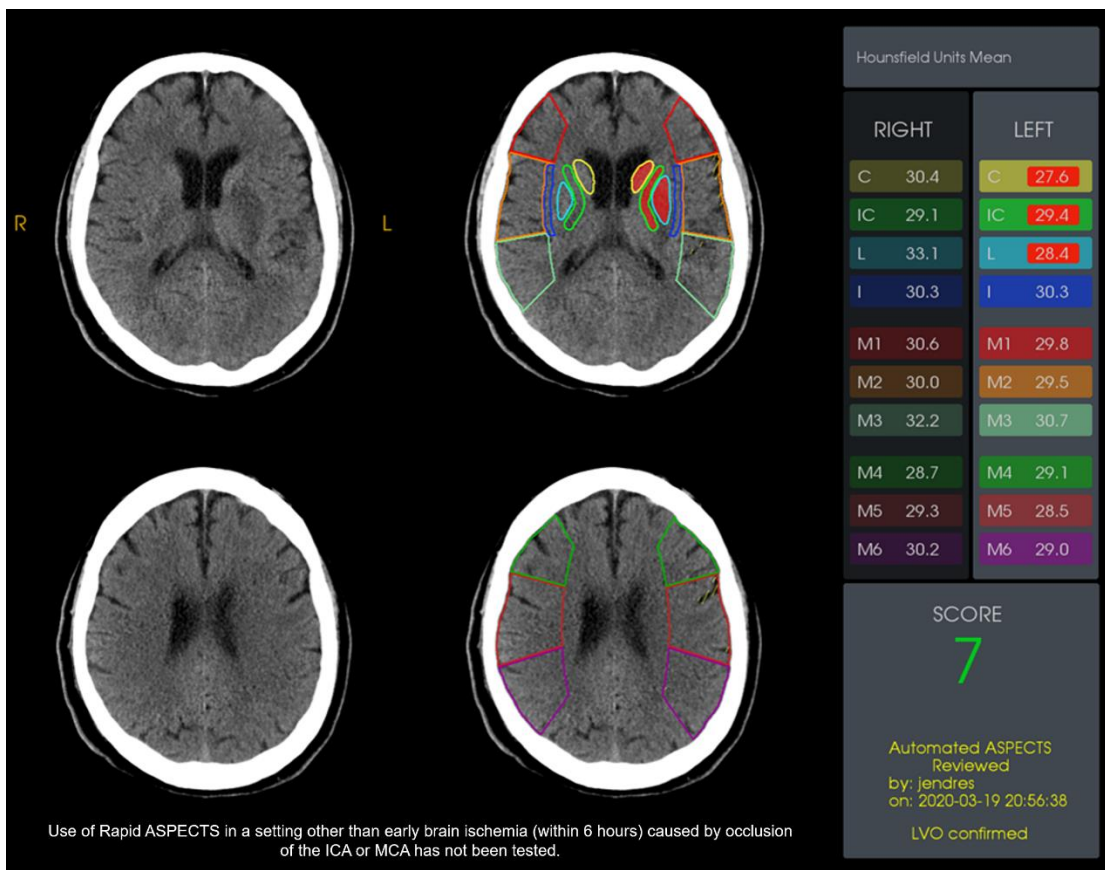 Hounsfield Units Mean
R
L
RIGHT LEFT
C 30.4 C 27.6
IC 29.1 IC 29.4
L 33.1 L 28.4
I 30.3 I 30.3
M1 30.6 M1 29.8
M2 30.0 M2 29.5
M3 32.2 M3 30.7
M4 28.7 M4 29.1
M5 29.3 M5 28.5
M6 30.2 M6 29.0
SCORE
7
Automated ASPECTS
Reviewed
by: jendres
on: 2020-03-19 20:56:38
LVO confirmed
Use of Rapid ASPECTS in a setting other than early brain ischemia (within 6 hours) caused by occlusion
of the ICA or MCA has not been tested.